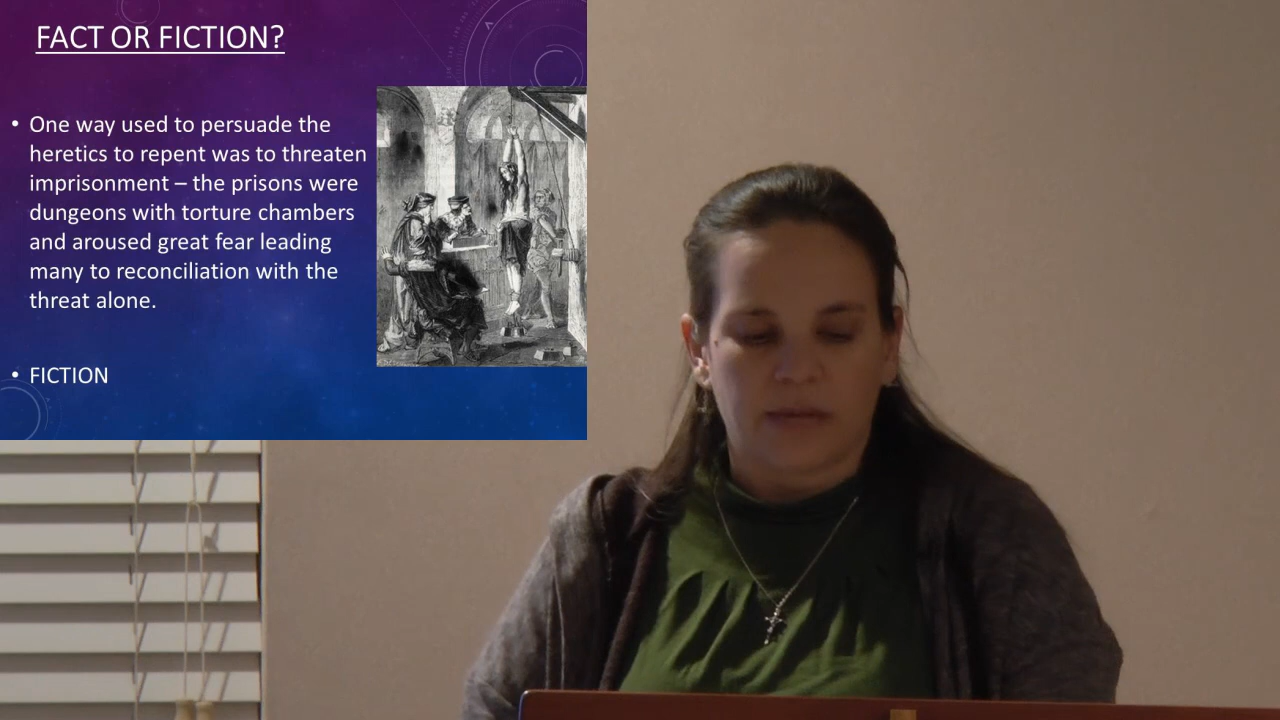 FACT OR FICTION?
• One way used to persuade the
heretics to repent was to threaten
imprisonment – the prisons were
dungeons with torture chambers
and aroused great fear leading
many to reconciliation with the
threat alone.
• FICTION